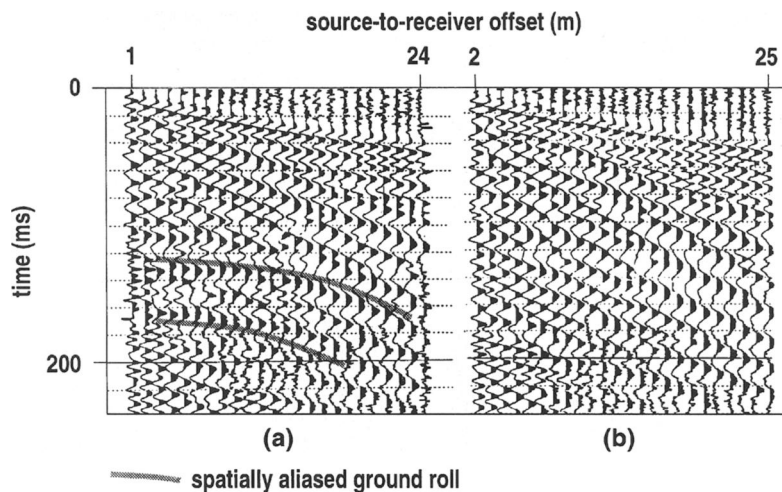 source-to-receiver offset (m)
1 24 2 25
0
time (ms)
200
(a) (b)
spatially aliased ground roll